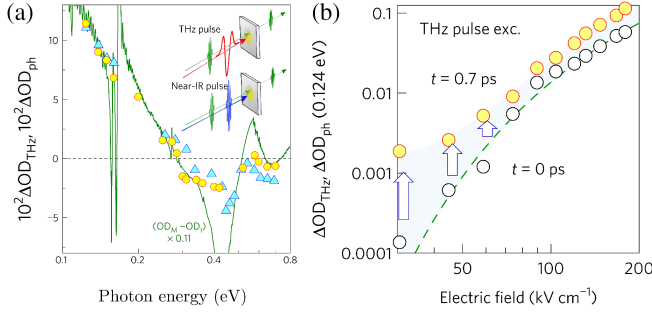 (a)
10
5
0
−5
10²ΔOD_THz, 10²ΔOD_ph
THz pulse
Near-IR pulse
(OD_M −OD_I)
× 0.11
0.1
0.2
0.4
0.8
Photon energy (eV)
(b)
0.1
0.01
0.001
0.0001
ΔOD_THz, ΔOD_ph (0.124 eV)
THz pulse exc.
t = 0.7 ps
t = 0 ps
50
100
200
Electric field (kV cm⁻¹)